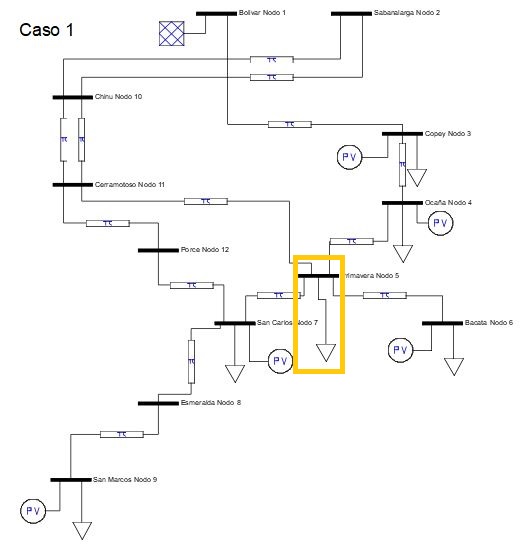 Caso 1
Bolivar Nodo 1
Sabanalarga Nodo 2
Chinu Nodo 10
Copey Nodo 3
PV
Cerramotoso Nodo 11
Ocaña Nodo 4
PV
Porce Nodo 12
Primavera Nodo 5
San Carlos Nodo 7
Bacata Nodo 6
PV
PV
Esmeralda Nodo 8
San Marcos Nodo 9
PV